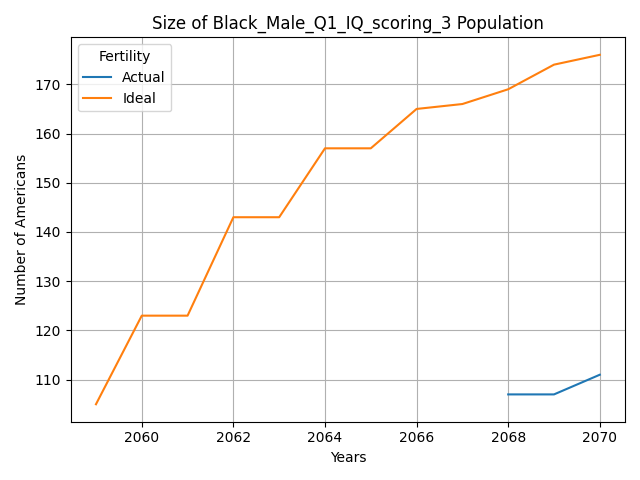 Size of Black_Male_Q1_IQ_scoring_3 Population
Fertility
Actual
Ideal
Number of Americans
170
160
150
140
130
120
110
2060
2062
2064
2066
2068
2070
Years